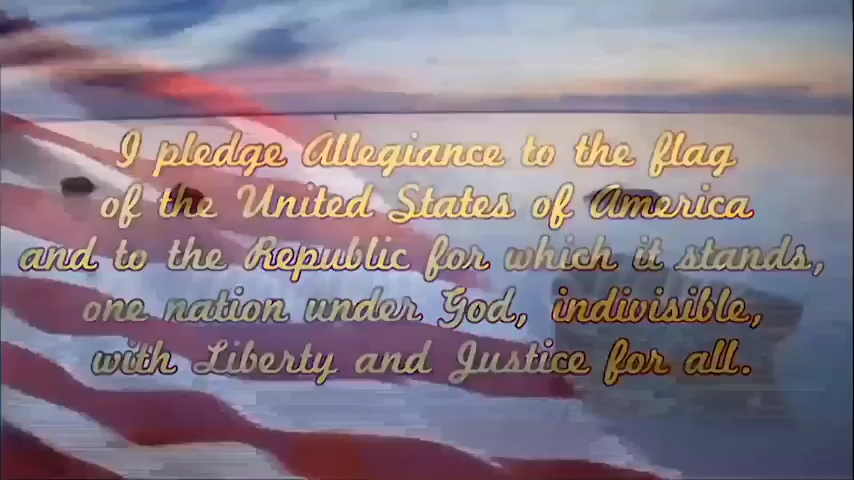 I pledge Allegiance to the flag
of the United States of America
and to the Republic for which it stands,
one nation under God, indivisible,
with Liberty and Justice for all.